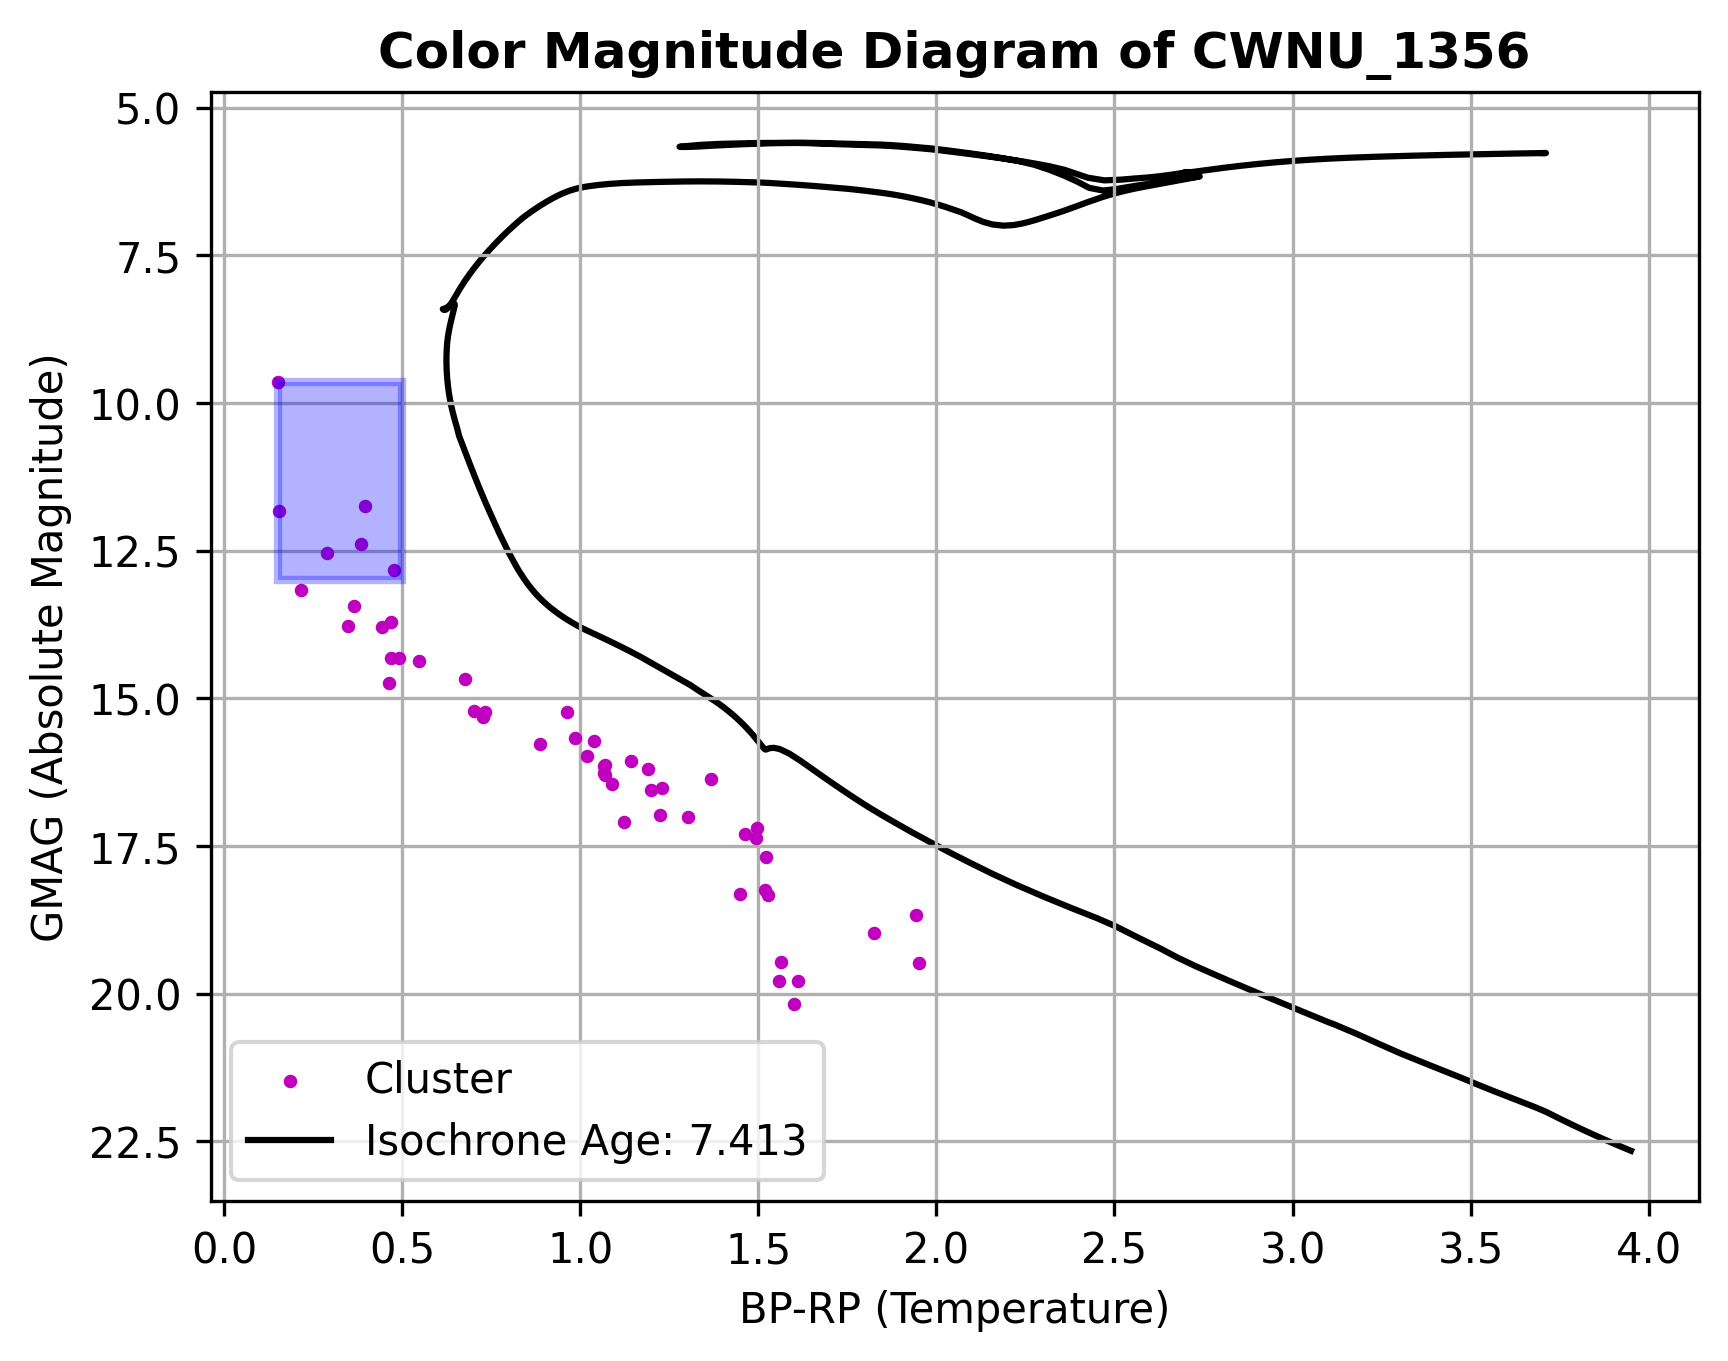 Color Magnitude Diagram of CWNU_1356
GMAG (Absolute Magnitude)
5.0
7.5
10.0
12.5
15.0
17.5
20.0
22.5
Cluster
Isochrone Age: 7.413
0.0 0.5 1.0 1.5 2.0 2.5 3.0 3.5 4.0
BP-RP (Temperature)